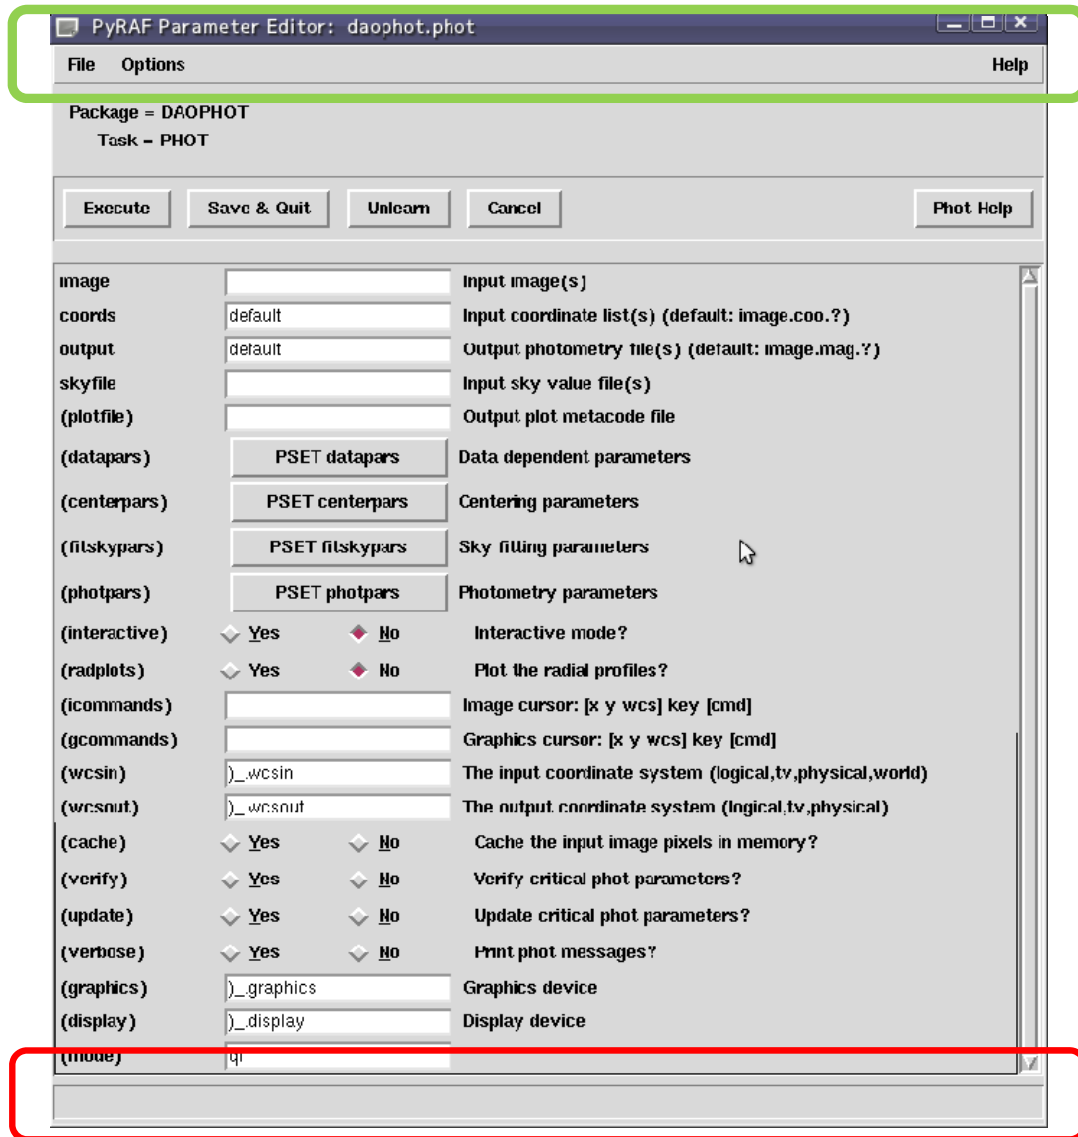 PyRAF Parameter Editor: daophot.phot
File Options Help
Package = DAOPHOT
Task = PHOT
Execute Save & Quit Unlearn Cancel Phot Help
image Input image(s)
coords default Input coordinate list(s) (default: image.coo.?)
output default Output photometry file(s) (default: image.mag.?)
skyfile Input sky value file(s)
(plotfile) Output plot metacode file
(datapars) PSET datapars Data dependent parameters
(centerpars) PSET centerpars Centering parameters
(fitskypars) PSET fitskypars Sky fitting parameters
(photpars) PSET photpars Photometry parameters
(interactive) Yes No Interactive mode?
(radplots) Yes No Plot the radial profiles?
(icommands) Image cursor: [x y wcs] key [cmd]
(gcommands) Graphics cursor: [x y wcs] key [cmd]
(wcsin) )_.wcsin The input coordinate system (logical,tv,physical,world)
(wcsout) )_.wcsout The output coordinate system (logical,tv,physical)
(cache) Yes No Cache the input image pixels in memory?
(verify) Yes No Verify critical phot parameters?
(update) Yes No Update critical phot parameters?
(verbose) Yes No Print phot messages?
(graphics) )_.graphics Graphics device
(display) )_.display Display device
(mode) ql